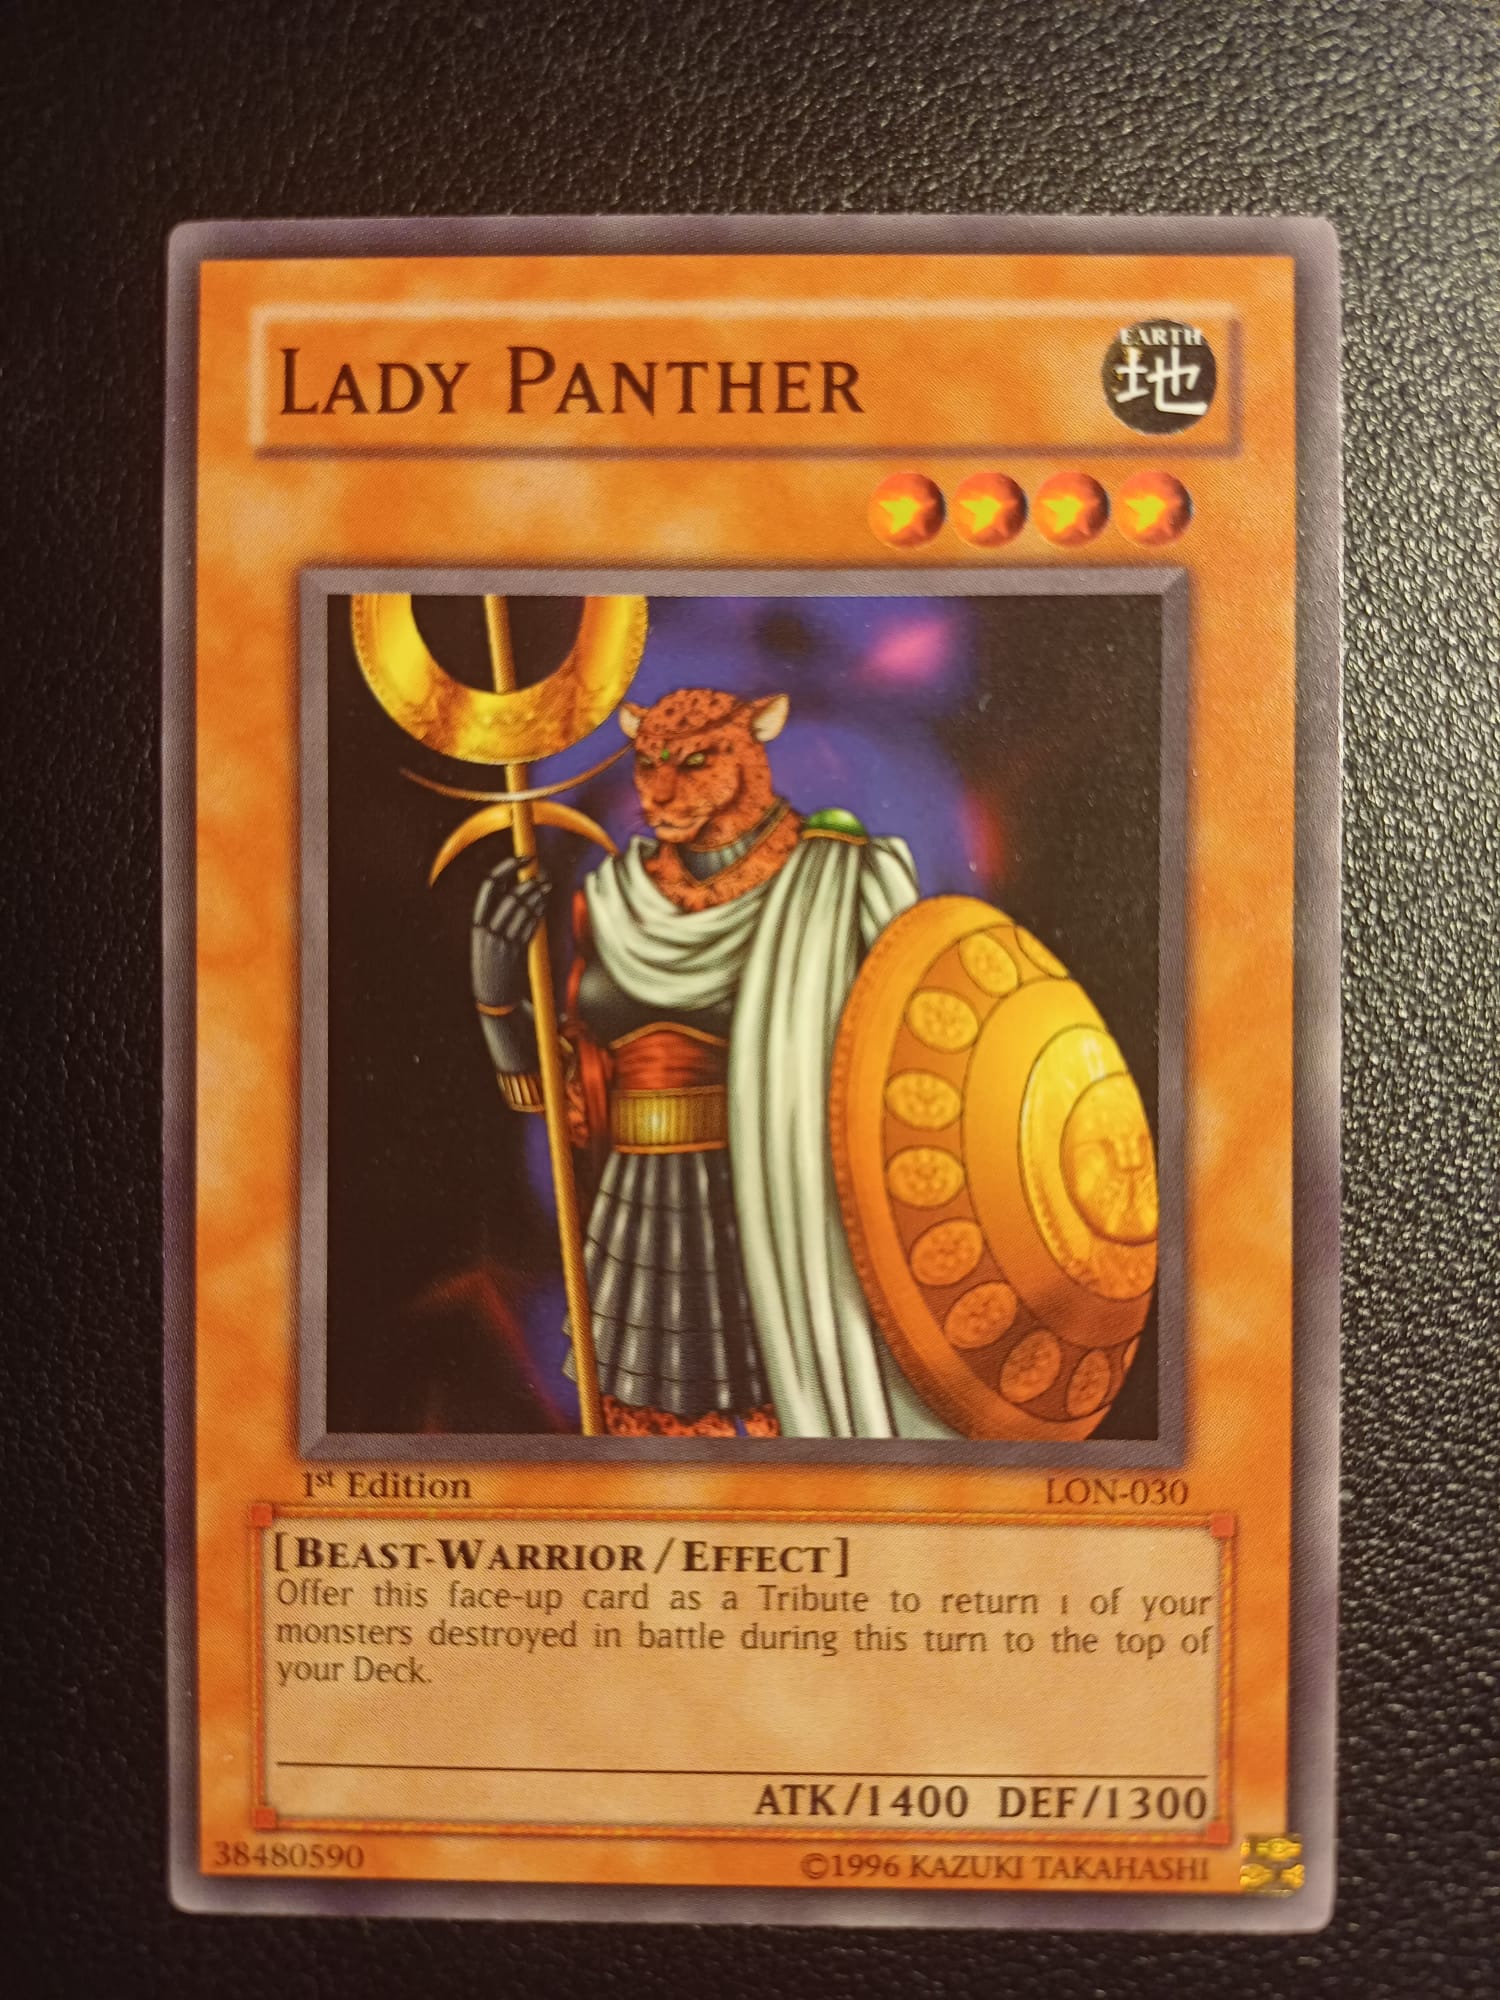 LADY PANTHER
EARTH
地
1st Edition
LON-030
[BEAST-WARRIOR/EFFECT]
Offer this face-up card as a Tribute to return 1 of your
monsters destroyed in battle during this turn to the top of
your Deck.
ATK/1400 DEF/1300
38480590
©1996 KAZUKI TAKAHASHI